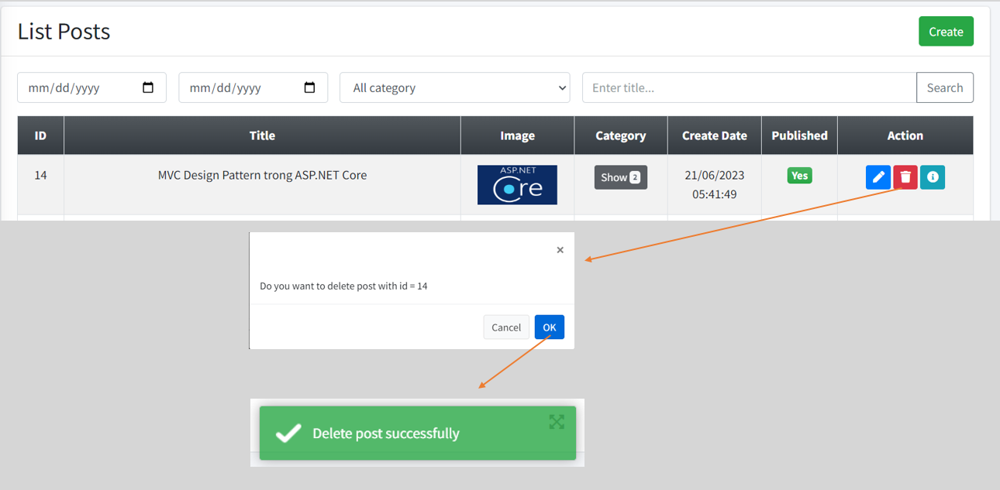 List Posts
Create
mm/dd/yyyy
mm/dd/yyyy
All category
Enter title...
Search
ID
Title
Image
Category
Create Date
Published
Action
14
MVC Design Pattern trong ASP.NET Core
ASP.NET
Core
Show 2
21/06/2023
05:41:49
Yes
×
Do you want to delete post with id = 14
Cancel
OK
Delete post successfully